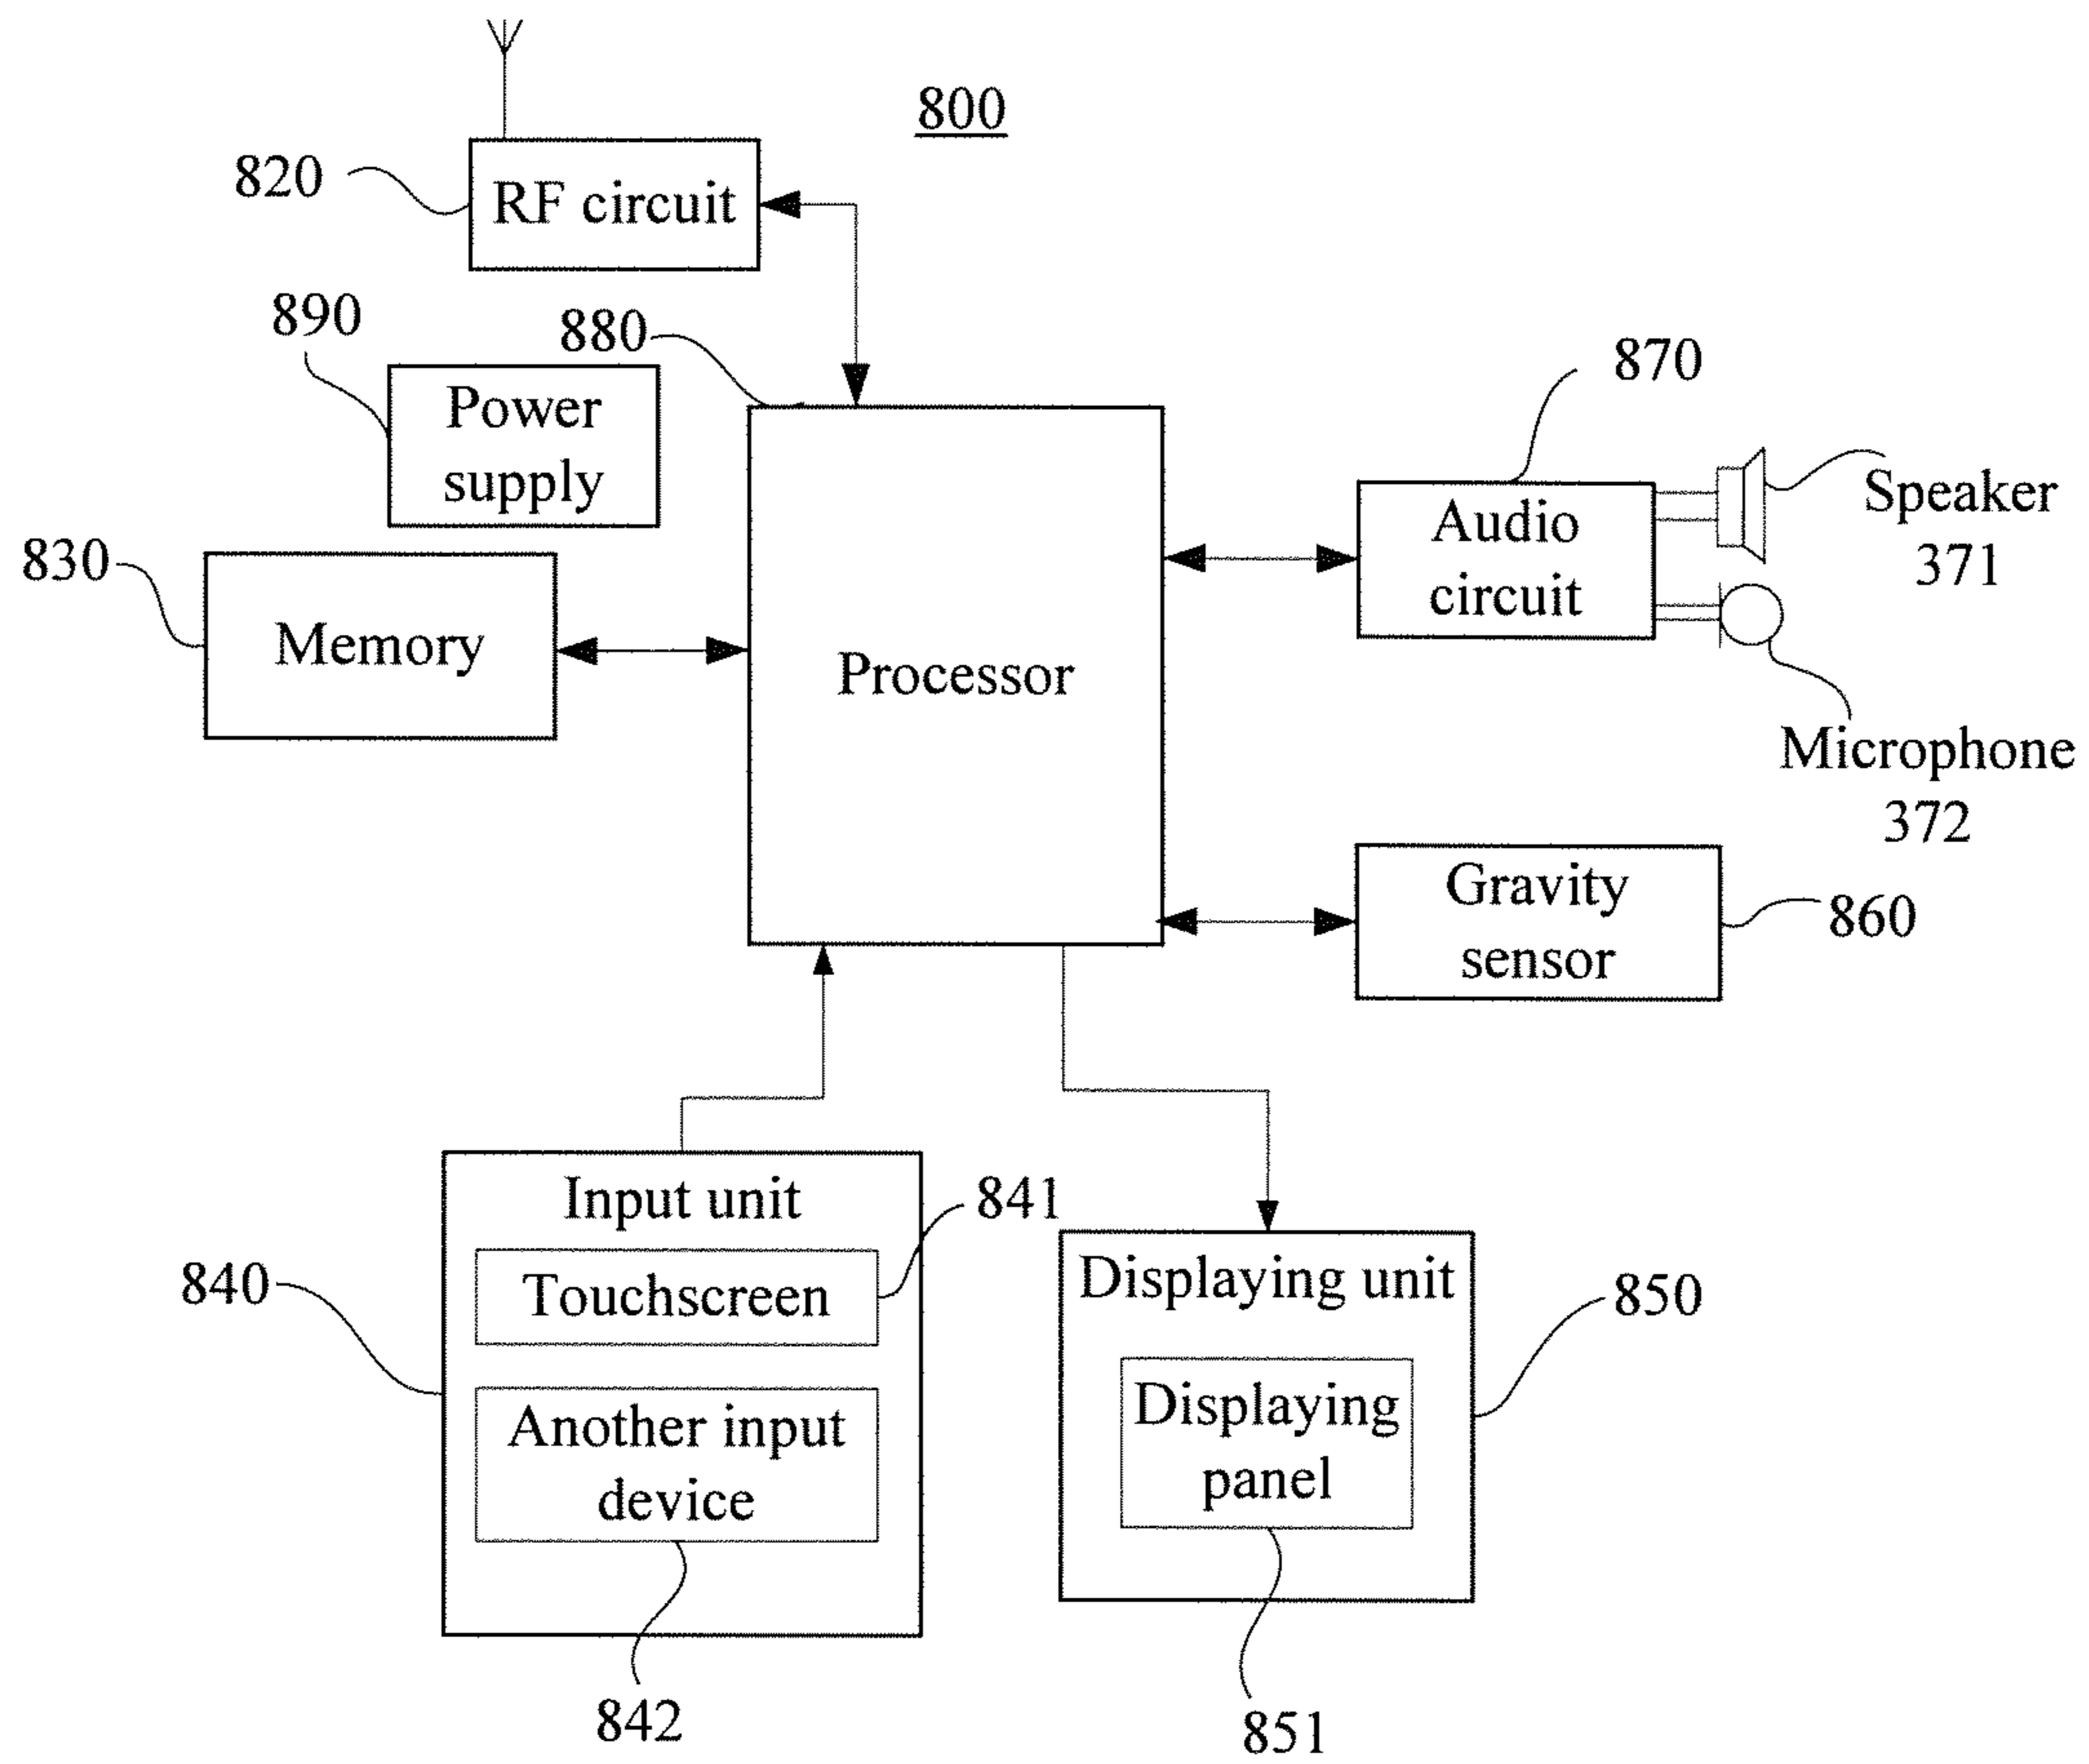 800
820
RF circuit
890
880
Power
supply
870
Audio
circuit
Speaker
371
830
Memory
Processor
Microphone
372
Gravity
sensor
860
Input unit
841
Touchscreen
840
Another input
device
842
Displaying unit
850
Displaying
panel
851